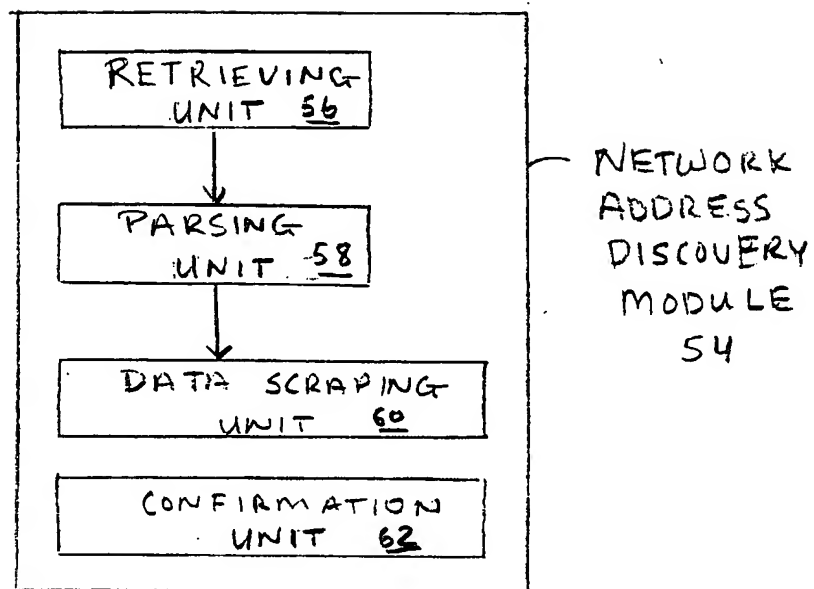 RETRIEVING
UNIT 56
PARSING
UNIT 58
DATA SCRAPING
UNIT 60
CONFIRMATION
UNIT 62
NETWORK
ADDRESS
DISCOVERY
MODULE
54